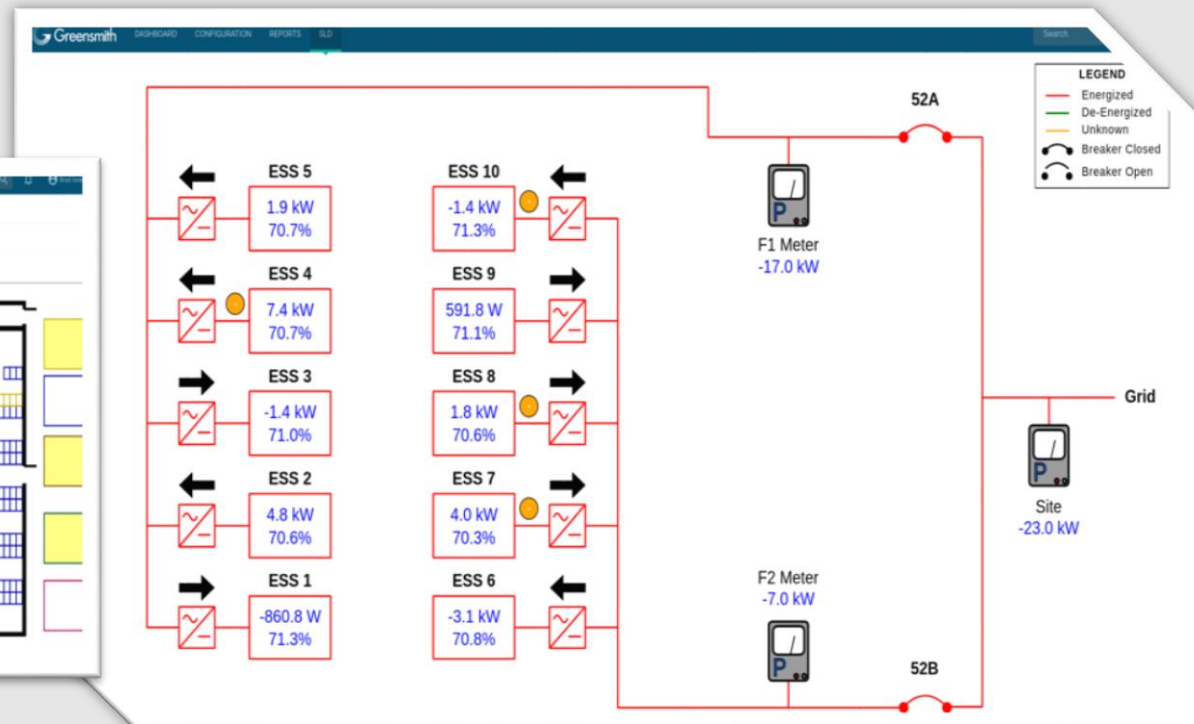 Greensmith
DASHBOARD
CONFIGURATION
REPORTS
SLD
Search
LEGEND
Energized
De-Energized
Unknown
Breaker Closed
Breaker Open
52A
ESS 5
1.9 kW
70.7%
ESS 10
-1.4 kW
71.3%
P
F1 Meter
-17.0 kW
ESS 4
7.4 kW
70.7%
ESS 9
591.8 W
71.1%
ESS 3
-1.4 kW
71.0%
ESS 8
1.8 kW
70.6%
Grid
P
Site
-23.0 kW
ESS 2
4.8 kW
70.6%
ESS 7
4.0 kW
70.3%
ESS 1
-860.8 W
71.3%
ESS 6
-3.1 kW
70.8%
F2 Meter
-7.0 kW
P
52B